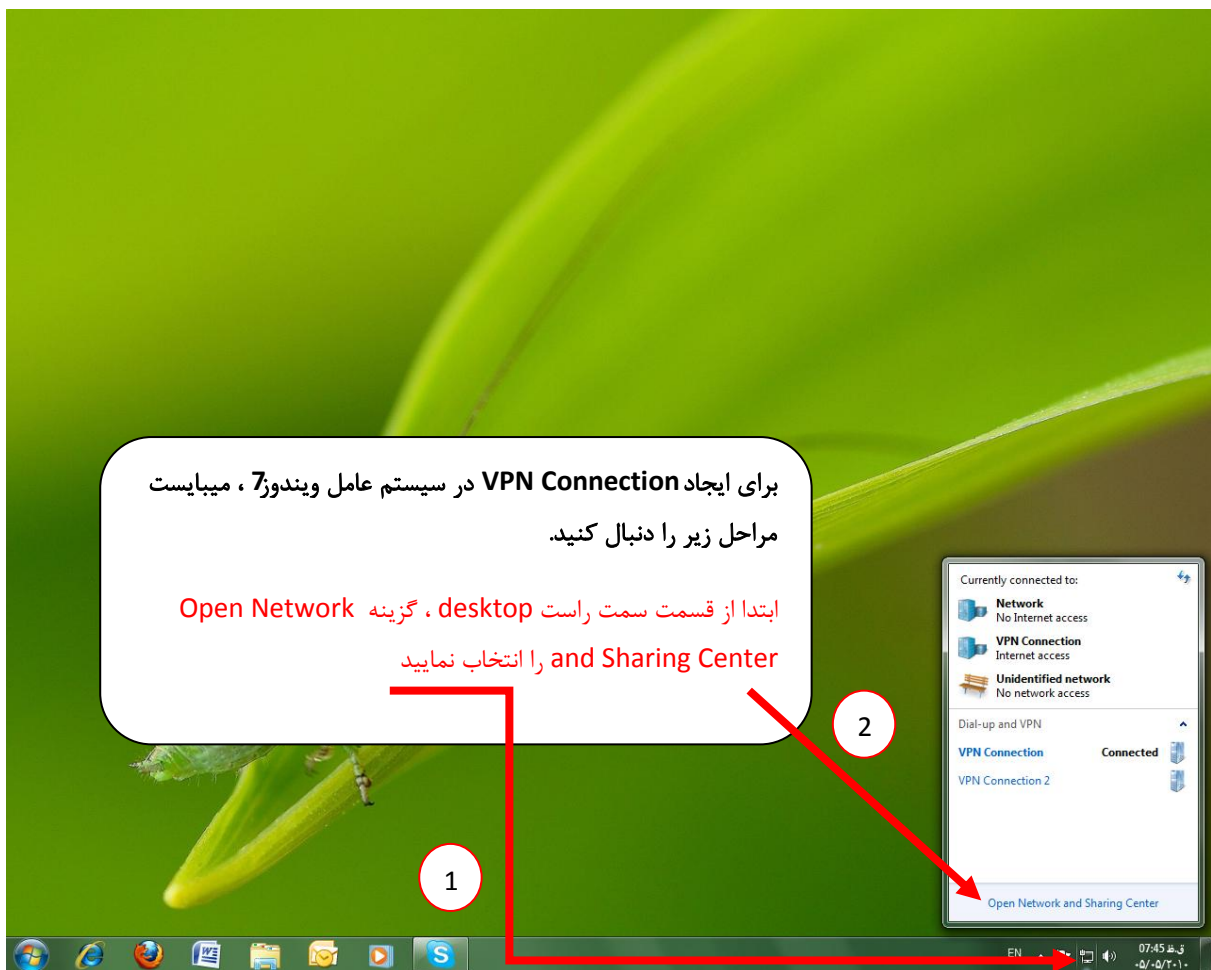 برای ایجاد VPN Connection در سیستم عامل ویندوز7 ، میبایست
مراحل زیر را دنبال کنید.
ابتدا از قسمت سمت راست desktop ، گزینه Open Network
and Sharing Center را انتخاب نمایید
1
2
Currently connected to:
Network
No Internet access
VPN Connection
Internet access
Unidentified network
No network access
Dial-up and VPN
VPN Connection Connected
VPN Connection 2
Open Network and Sharing Center
EN
07:45 ق.ظ
۰۵/۰۵/۲۰۱۰